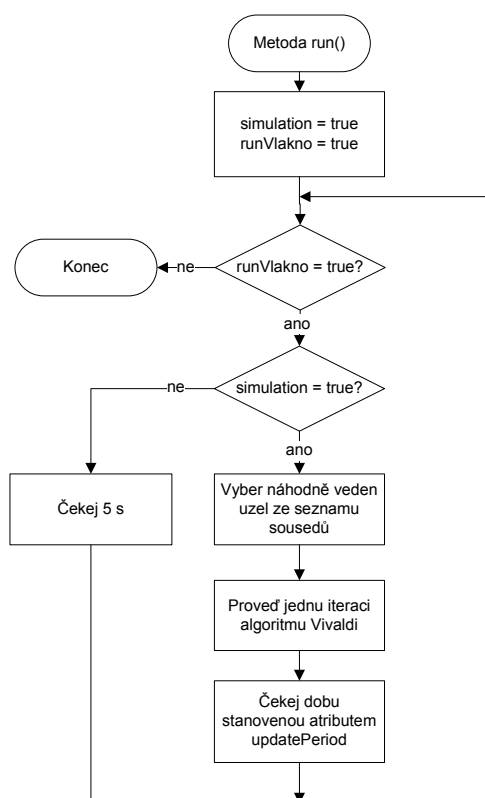 Metoda run()
simulation = true
runVlakno = true
runVlakno = true?
ne
Konec
ano
simulation = true?
ne
ano
Čekej 5 s
Vyber náhodně veden
uzel ze seznamu
sousedů
Proveď jednu iteraci
algoritmu Vivaldi
Čekej dobu
stanovenou atributem
updatePeriod